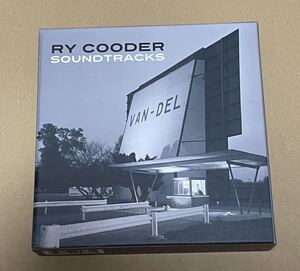 RY COODER
SOUNDTRACKS
VAN-DEL